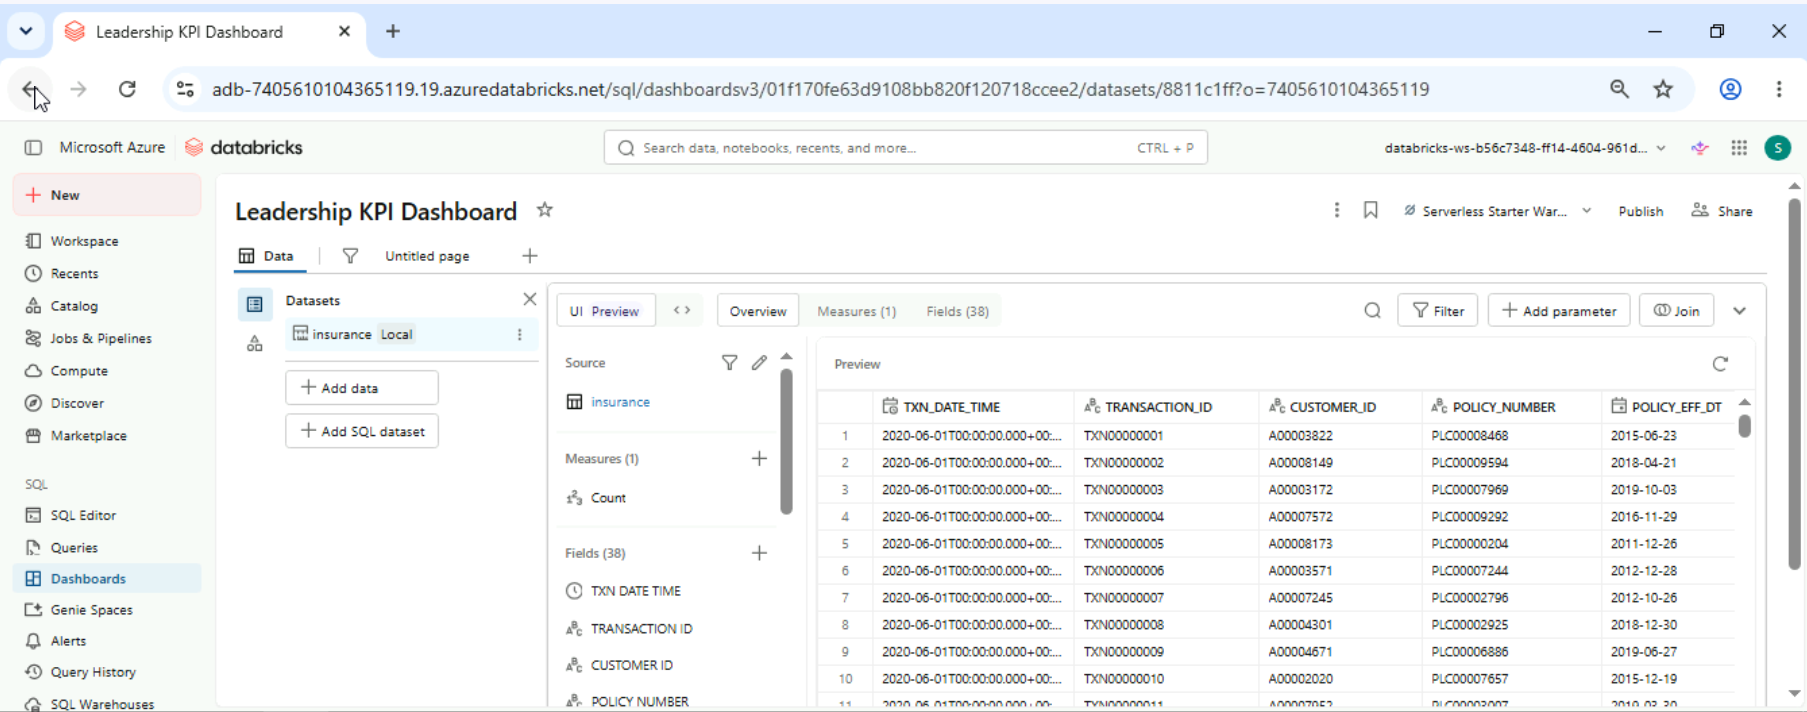 Leadership KPI Dashboard
adb-7405610104365119.19.azuredatabricks.net/sql/dashboardsv3/01f170fe63d9108bb820f120718ccee2/datasets/8811c1ff?o=7405610104365119
Microsoft Azure databricks Search data, notebooks, recents, and more... CTRL + P databricks-ws-b56c7348-ff14-4604-961d... S
New
Workspace
Recents
Catalog
Jobs & Pipelines
Compute
Discover
Marketplace
SQL
SQL Editor
Queries
Dashboards
Genie Spaces
Alerts
Query History
SQL Warehouses
Leadership KPI Dashboard Serverless Starter War... Publish Share
Data Untitled page
Datasets
insurance Local
Add data
Add SQL dataset
UI Preview Overview Measures (1) Fields (38) Filter Add parameter Join
Source
insurance
Measures (1)
Count
Fields (38)
TXN DATE TIME
TRANSACTION ID
CUSTOMER ID
POLICY NUMBER
Preview
TXN_DATE_TIME TRANSACTION_ID CUSTOMER_ID POLICY_NUMBER POLICY_EFF_DT
1 2020-06-01T00:00:00.000+00:... TXN00000001 A00003822 PLC00008468 2015-06-23
2 2020-06-01T00:00:00.000+00:... TXN00000002 A00008149 PLC00009594 2018-04-21
3 2020-06-01T00:00:00.000+00:... TXN00000003 A00003172 PLC00007969 2019-10-03
4 2020-06-01T00:00:00.000+00:... TXN00000004 A00007572 PLC00009292 2016-11-29
5 2020-06-01T00:00:00.000+00:... TXN00000005 A00008173 PLC00000204 2011-12-26
6 2020-06-01T00:00:00.000+00:... TXN00000006 A00003571 PLC00007244 2012-12-28
7 2020-06-01T00:00:00.000+00:... TXN00000007 A00007245 PLC00002796 2012-10-26
8 2020-06-01T00:00:00.000+00:... TXN00000008 A00004301 PLC00002925 2018-12-30
9 2020-06-01T00:00:00.000+00:... TXN00000009 A00004671 PLC00006886 2019-06-27
10 2020-06-01T00:00:00.000+00:... TXN00000010 A00002020 PLC00007657 2015-12-19
11 2020-06-01T00:00:00.000+00:... TXN00000011